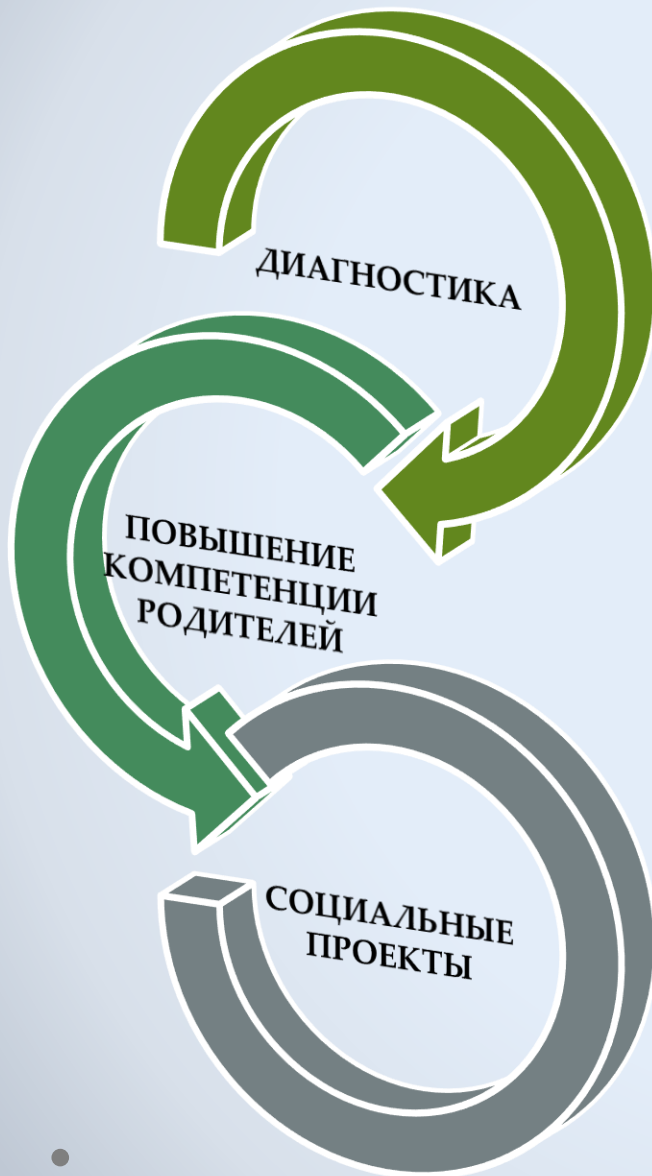 ДИАГНОСТИКА
ПОВЫШЕНИЕ
КОМПЕТЕНЦИИ
РОДИТЕЛЕЙ
СОЦИАЛЬНЫЕ
ПРОЕКТЫ